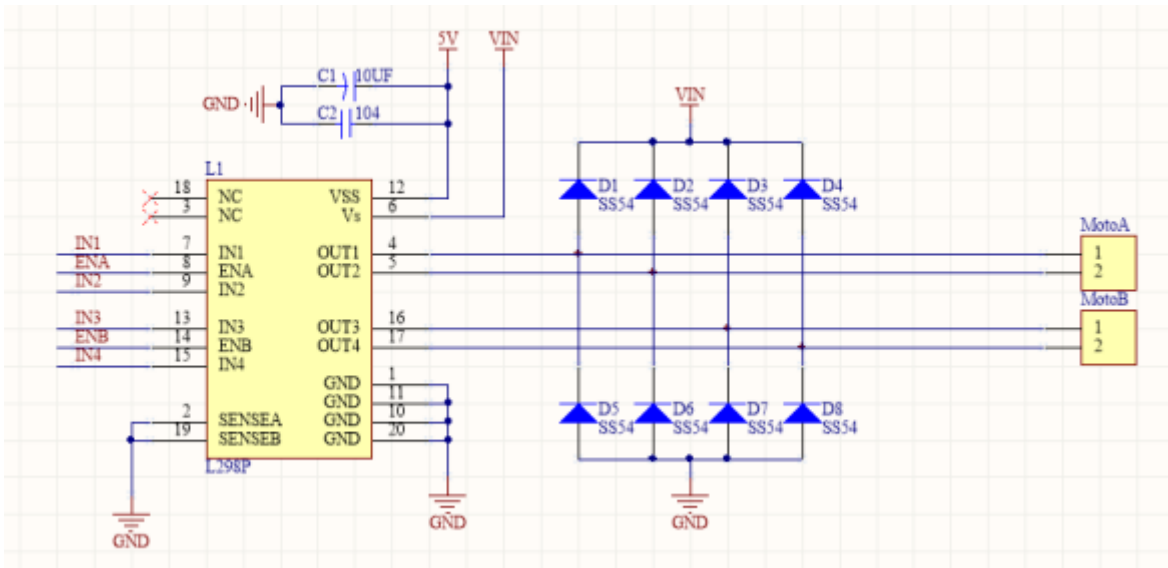 5V VIN
C1 10UF
GND
C2 104
VIN
L1
18 NC VSS 12
3 NC Vs 6
D1 D2 D3 D4
SS54 SS54 SS54 SS54
MotoA
IN1 7 IN1 OUT1 4 1
ENA 8 ENA OUT2 5 2
IN2 9 IN2
MotoB
IN3 13 IN3 OUT3 16 1
ENB 14 ENB OUT4 17 2
IN4 15 IN4
GND 1
GND 11
2 SENSEA GND 10
19 SENSEB GND 20
D5 D6 D7 D8
SS54 SS54 SS54 SS54
L298P
GND GND GND